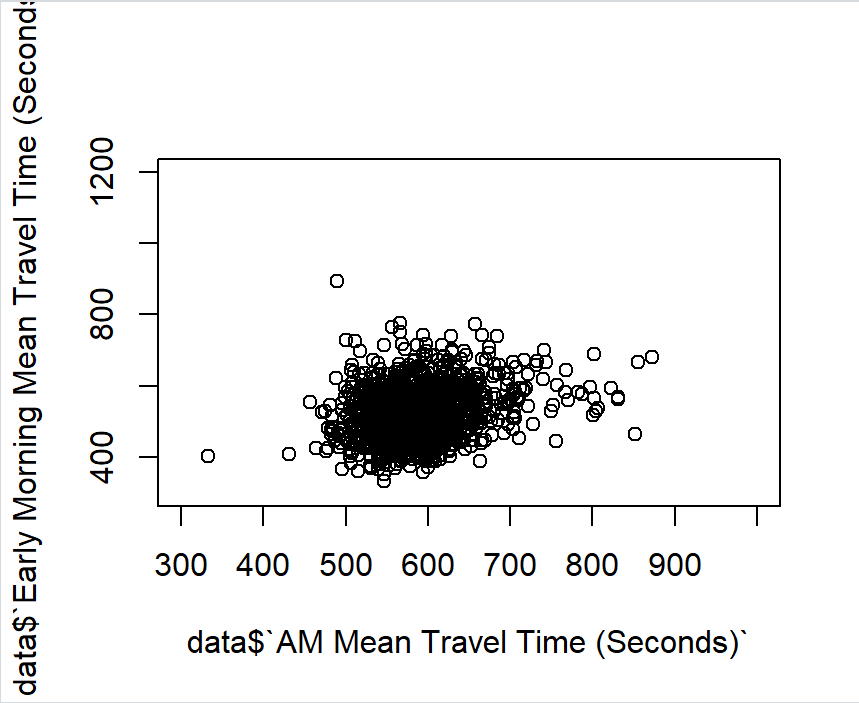 data$`Early Morning Mean Travel Time (Seconds
1200
800
400
300 400 500 600 700 800 900
data$`AM Mean Travel Time (Seconds)`